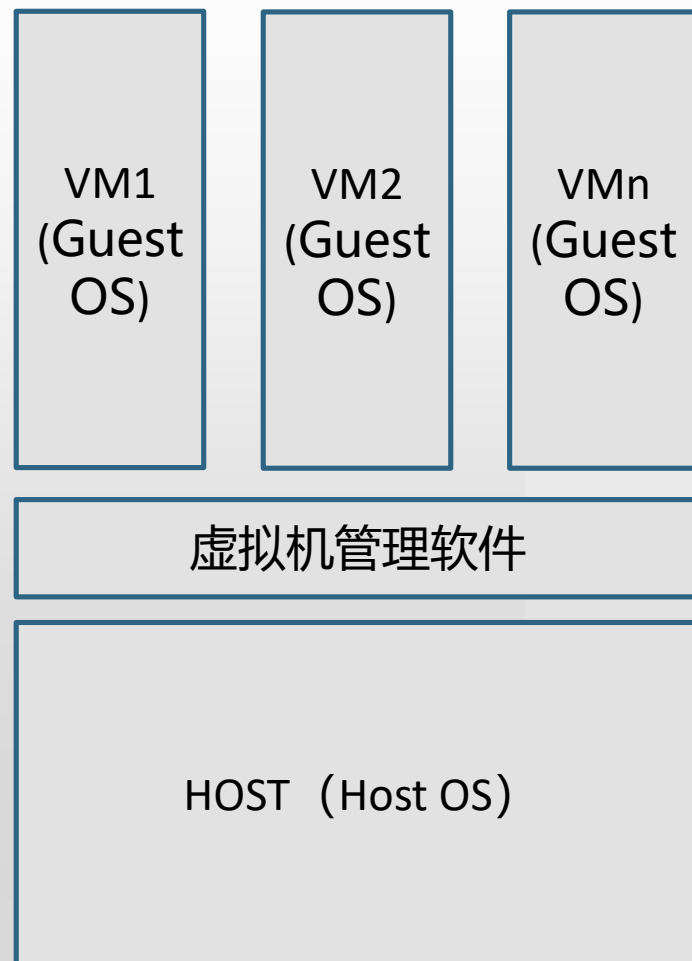 VM1
(Guest
OS)
VM2
(Guest
OS)
VMn
(Guest
OS)
虚拟机管理软件
HOST（Host OS）